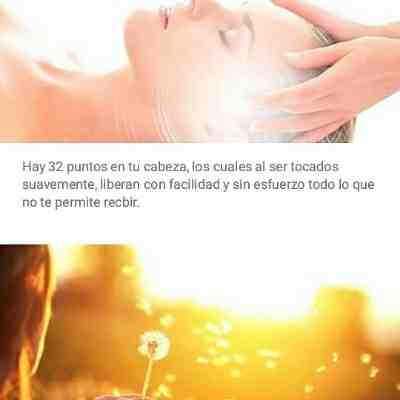 Hay 32 puntos en tu cabeza, los cuales al ser tocados
suavemente, liberan con facilidad y sin esfuerzo todo lo que
no te permite recbir.